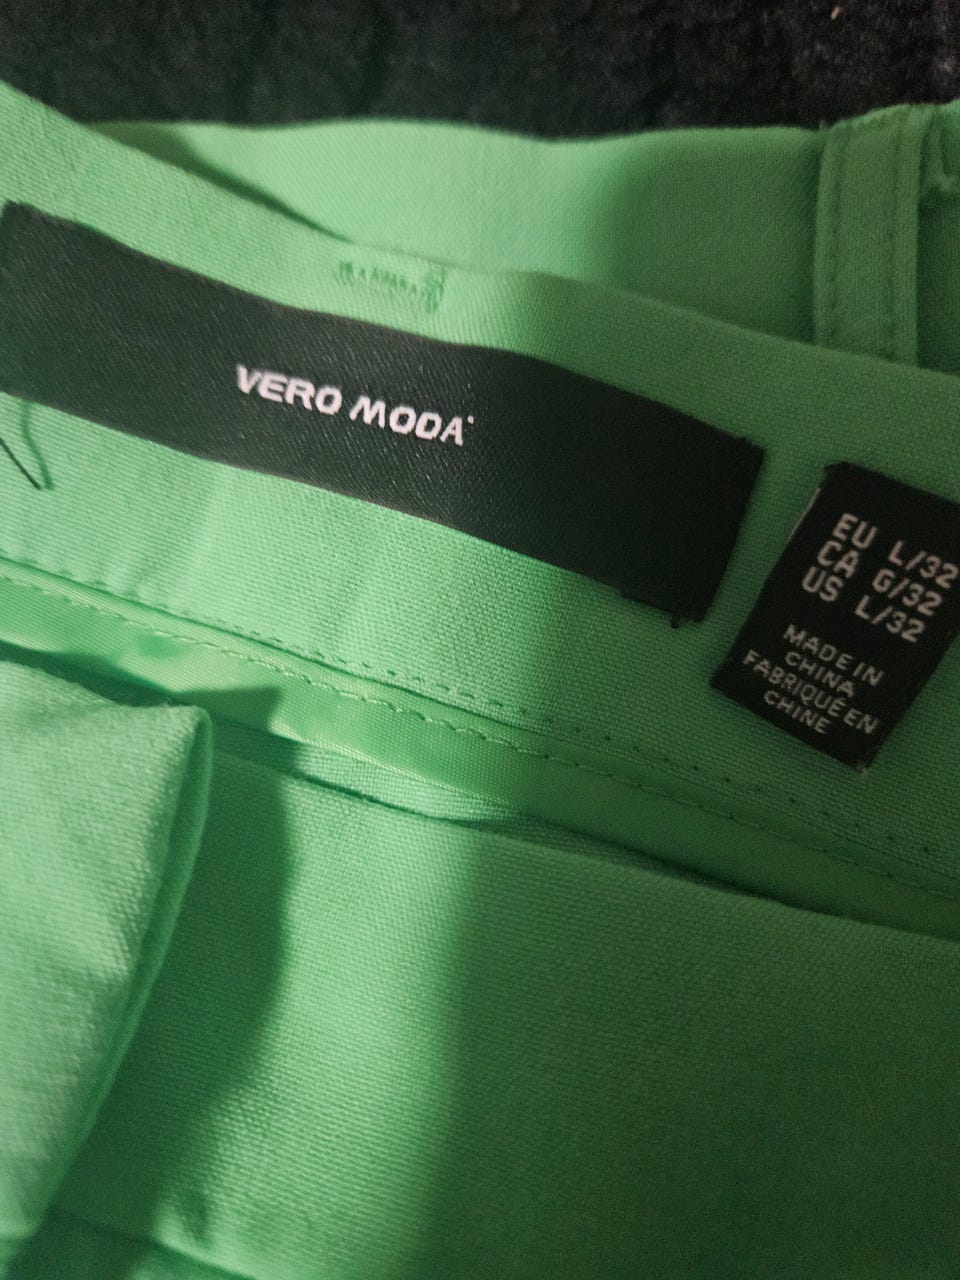 VERO MODA
EU L/32
CA G/32
US L/32
MADE IN
CHINA
FABRIQUÉ EN
CHINE